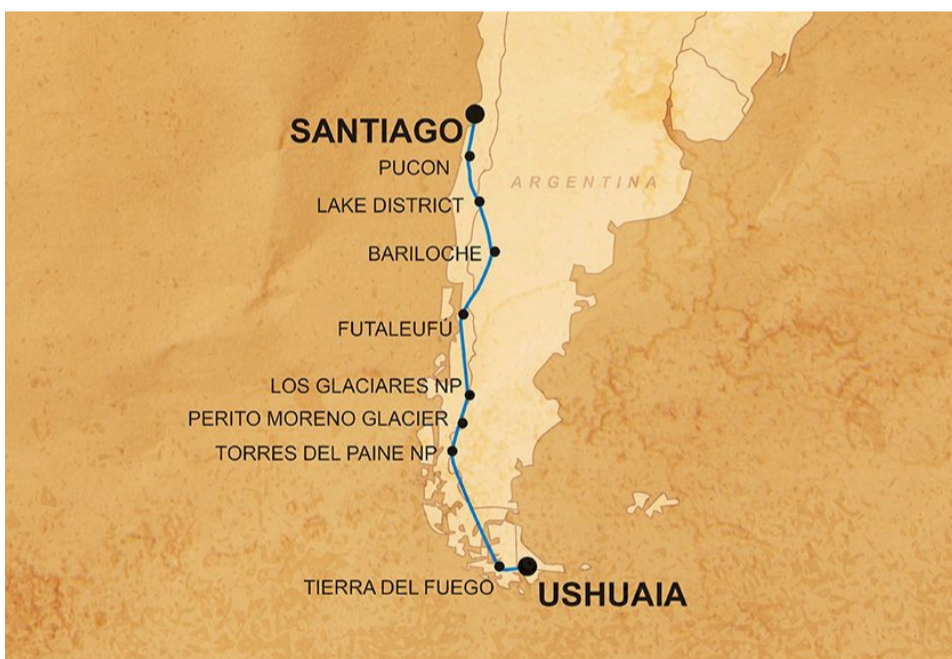 SANTIAGO
PUCON
ARGENTINA
LAKE DISTRICT
BARILOCHE
FUTALEUFÚ
LOS GLACIARES NP
PERITO MORENO GLACIER
TORRES DEL PAINE NP
TIERRA DEL FUEGO
USHUAIA